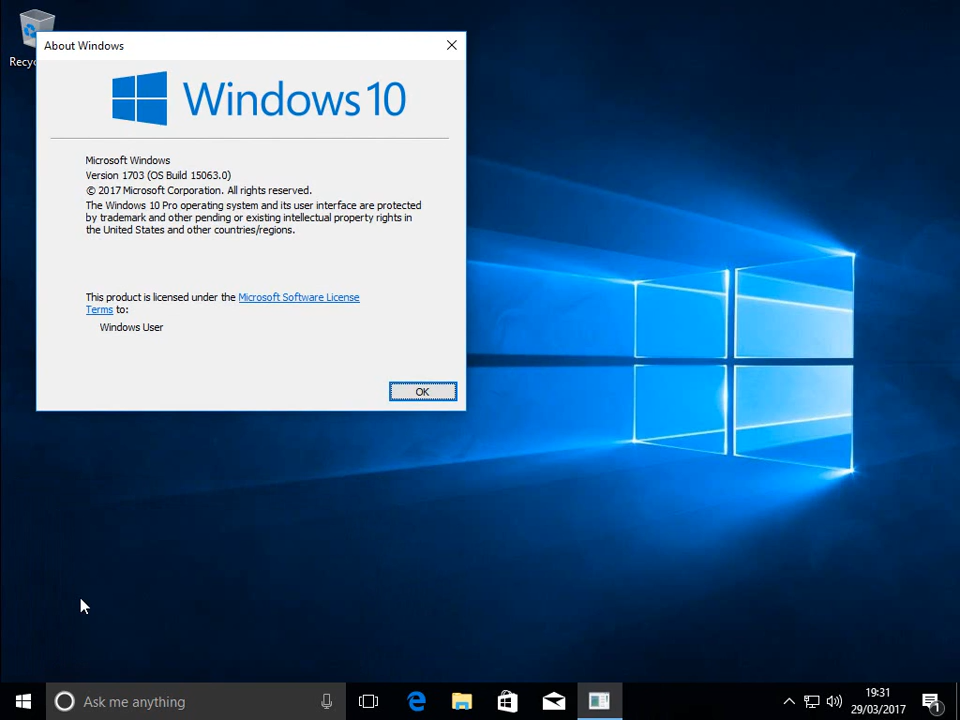 Recyc
About Windows
Windows 10
Microsoft Windows
Version 1703 (OS Build 15063.0)
© 2017 Microsoft Corporation. All rights reserved.
The Windows 10 Pro operating system and its user interface are protected
by trademark and other pending or existing intellectual property rights in
the United States and other countries/regions.
This product is licensed under the Microsoft Software License
Terms to:
Windows User
OK
Ask me anything
19:31
29/03/2017
1